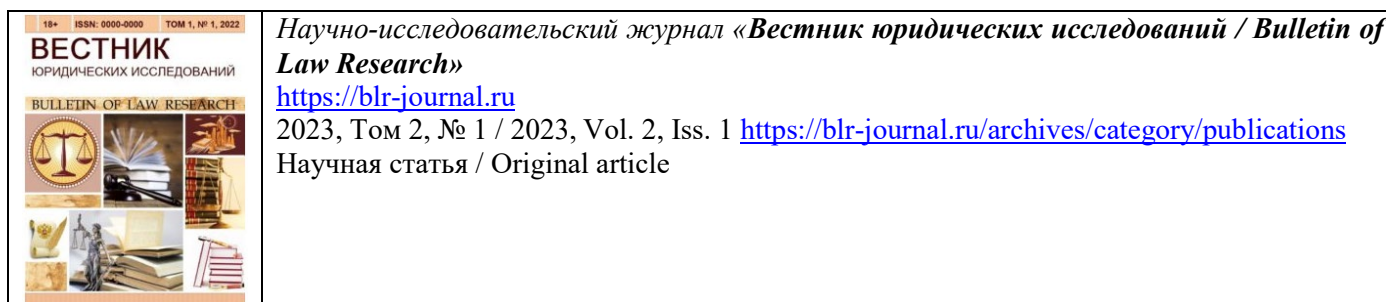 18+ ISSN: 0000-0000 ТОМ 1, № 1, 2022
ВЕСТНИК
ЮРИДИЧЕСКИХ ИССЛЕДОВАНИЙ
BULLETIN OF LAW RESEARCH
Научно-исследовательский журнал «Вестник юридических исследований / Bulletin of
Law Research»
https://blr-journal.ru
2023, Том 2, № 1 / 2023, Vol. 2, Iss. 1 https://blr-journal.ru/archives/category/publications
Научная статья / Original article